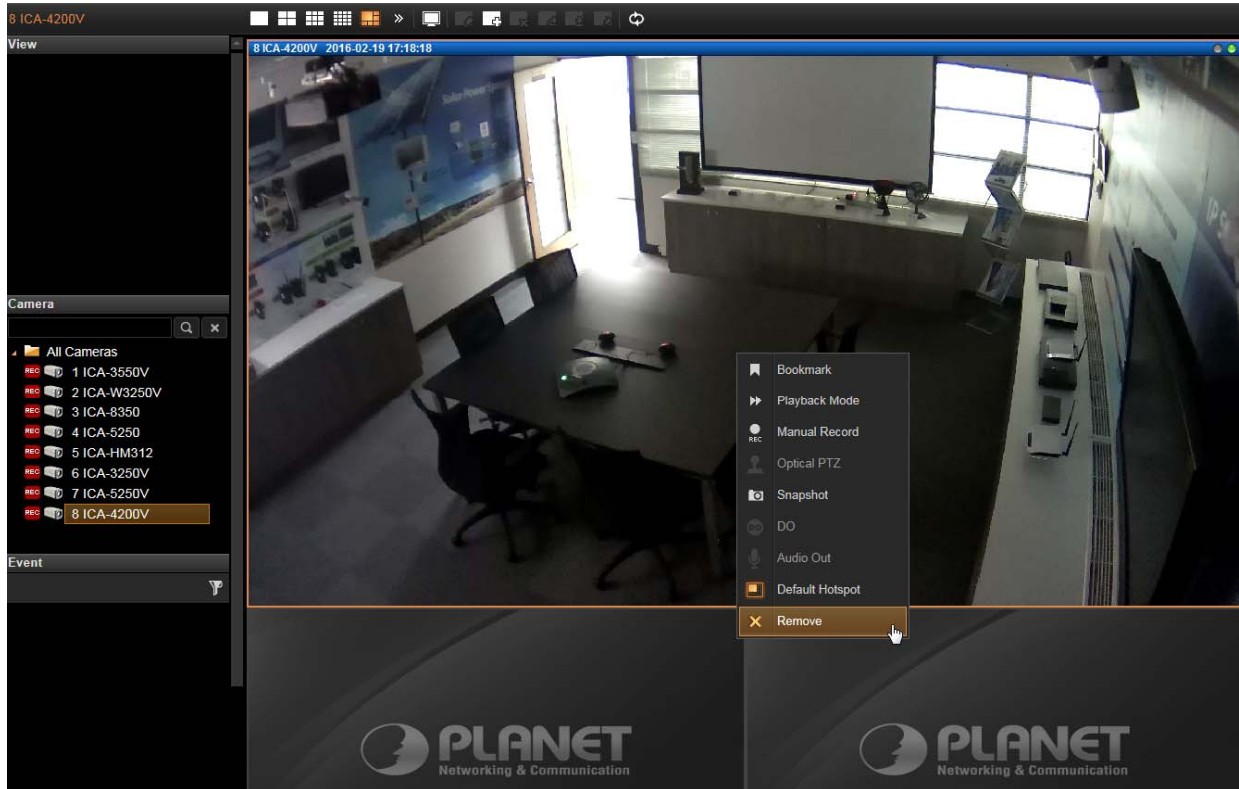 8 ICA-4200V
View
8 ICA-4200V 2016-02-19 17:18:18
Camera
All Cameras
REC 1 ICA-3550V
REC 2 ICA-W3250V
REC 3 ICA-8350
REC 4 ICA-5250
REC 5 ICA-HM312
REC 6 ICA-3250V
REC 7 ICA-5250V
REC 8 ICA-4200V
Event
Bookmark
Playback Mode
REC Manual Record
Optical PTZ
Snapshot
DO
Audio Out
Default Hotspot
Remove
PLANET
Networking & Communication
PLANET
Networking & Communication